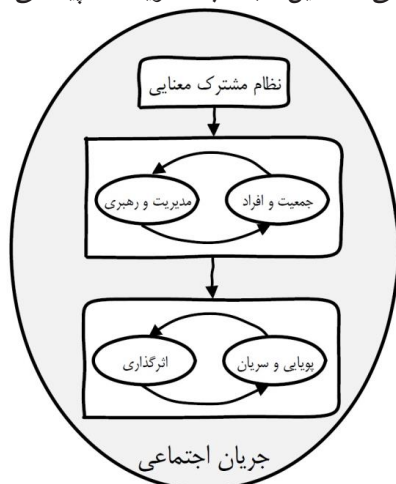 نظام مشترک معنایی
جمعیت و افراد
مدیریت و رهبری
پویایی و سریان
اثرگذاری
جریان اجتماعی